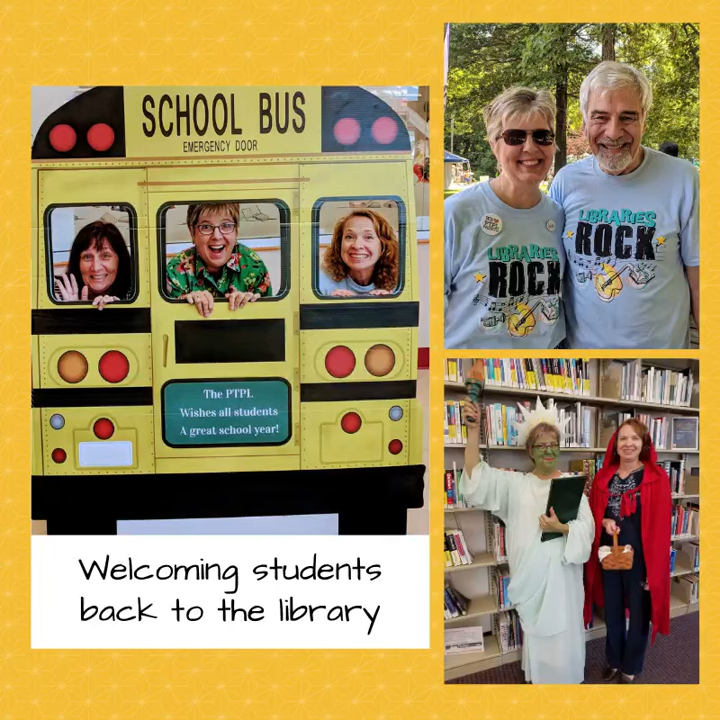 SCHOOL BUS
EMERGENCY DOOR
The PTPL
Wishes all students
A great school year!
Welcoming students
back to the library
LIBRARIES
ROCK
LIBRARIES
ROCK